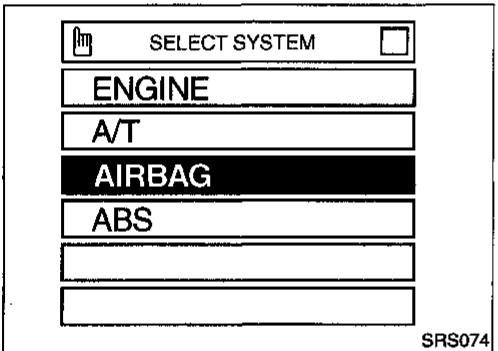 SELECT SYSTEM
ENGINE
A/T
AIRBAG
ABS
SRS074